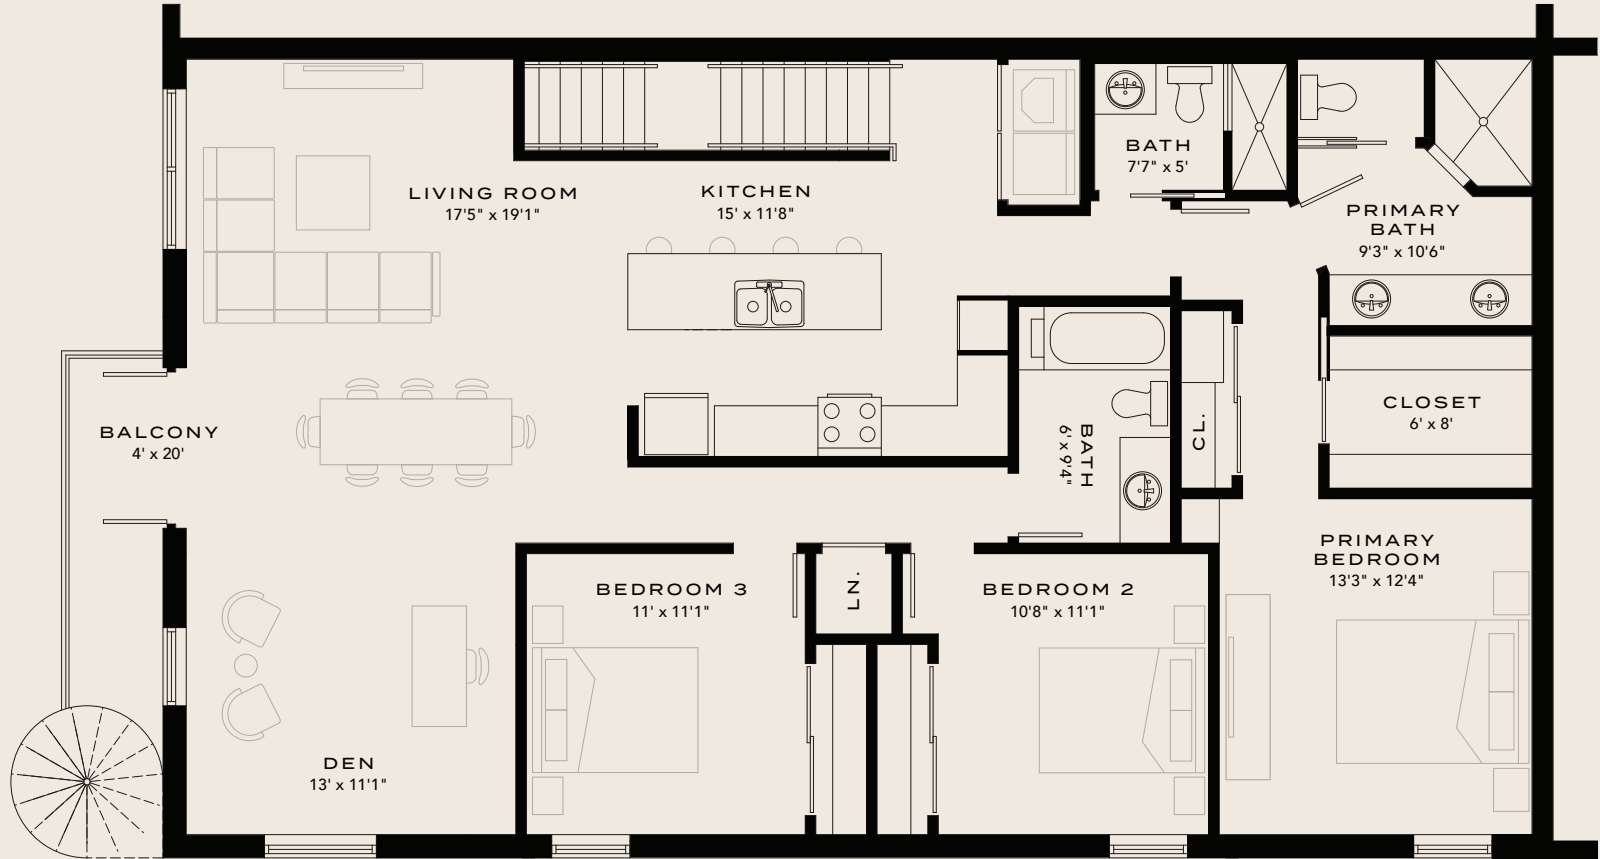 LIVING ROOM
17'5" x 19'1"
KITCHEN
15' x 11'8"
BATH
7'7" x 5'
PRIMARY
BATH
9'3" x 10'6"
BALCONY
4' x 20'
BATH
6' x 9'4"
CL.
CLOSET
6' x 8'
BEDROOM 3
11' x 11'1"
LN.
BEDROOM 2
10'8" x 11'1"
PRIMARY
BEDROOM
13'3" x 12'4"
DEN
13' x 11'1"